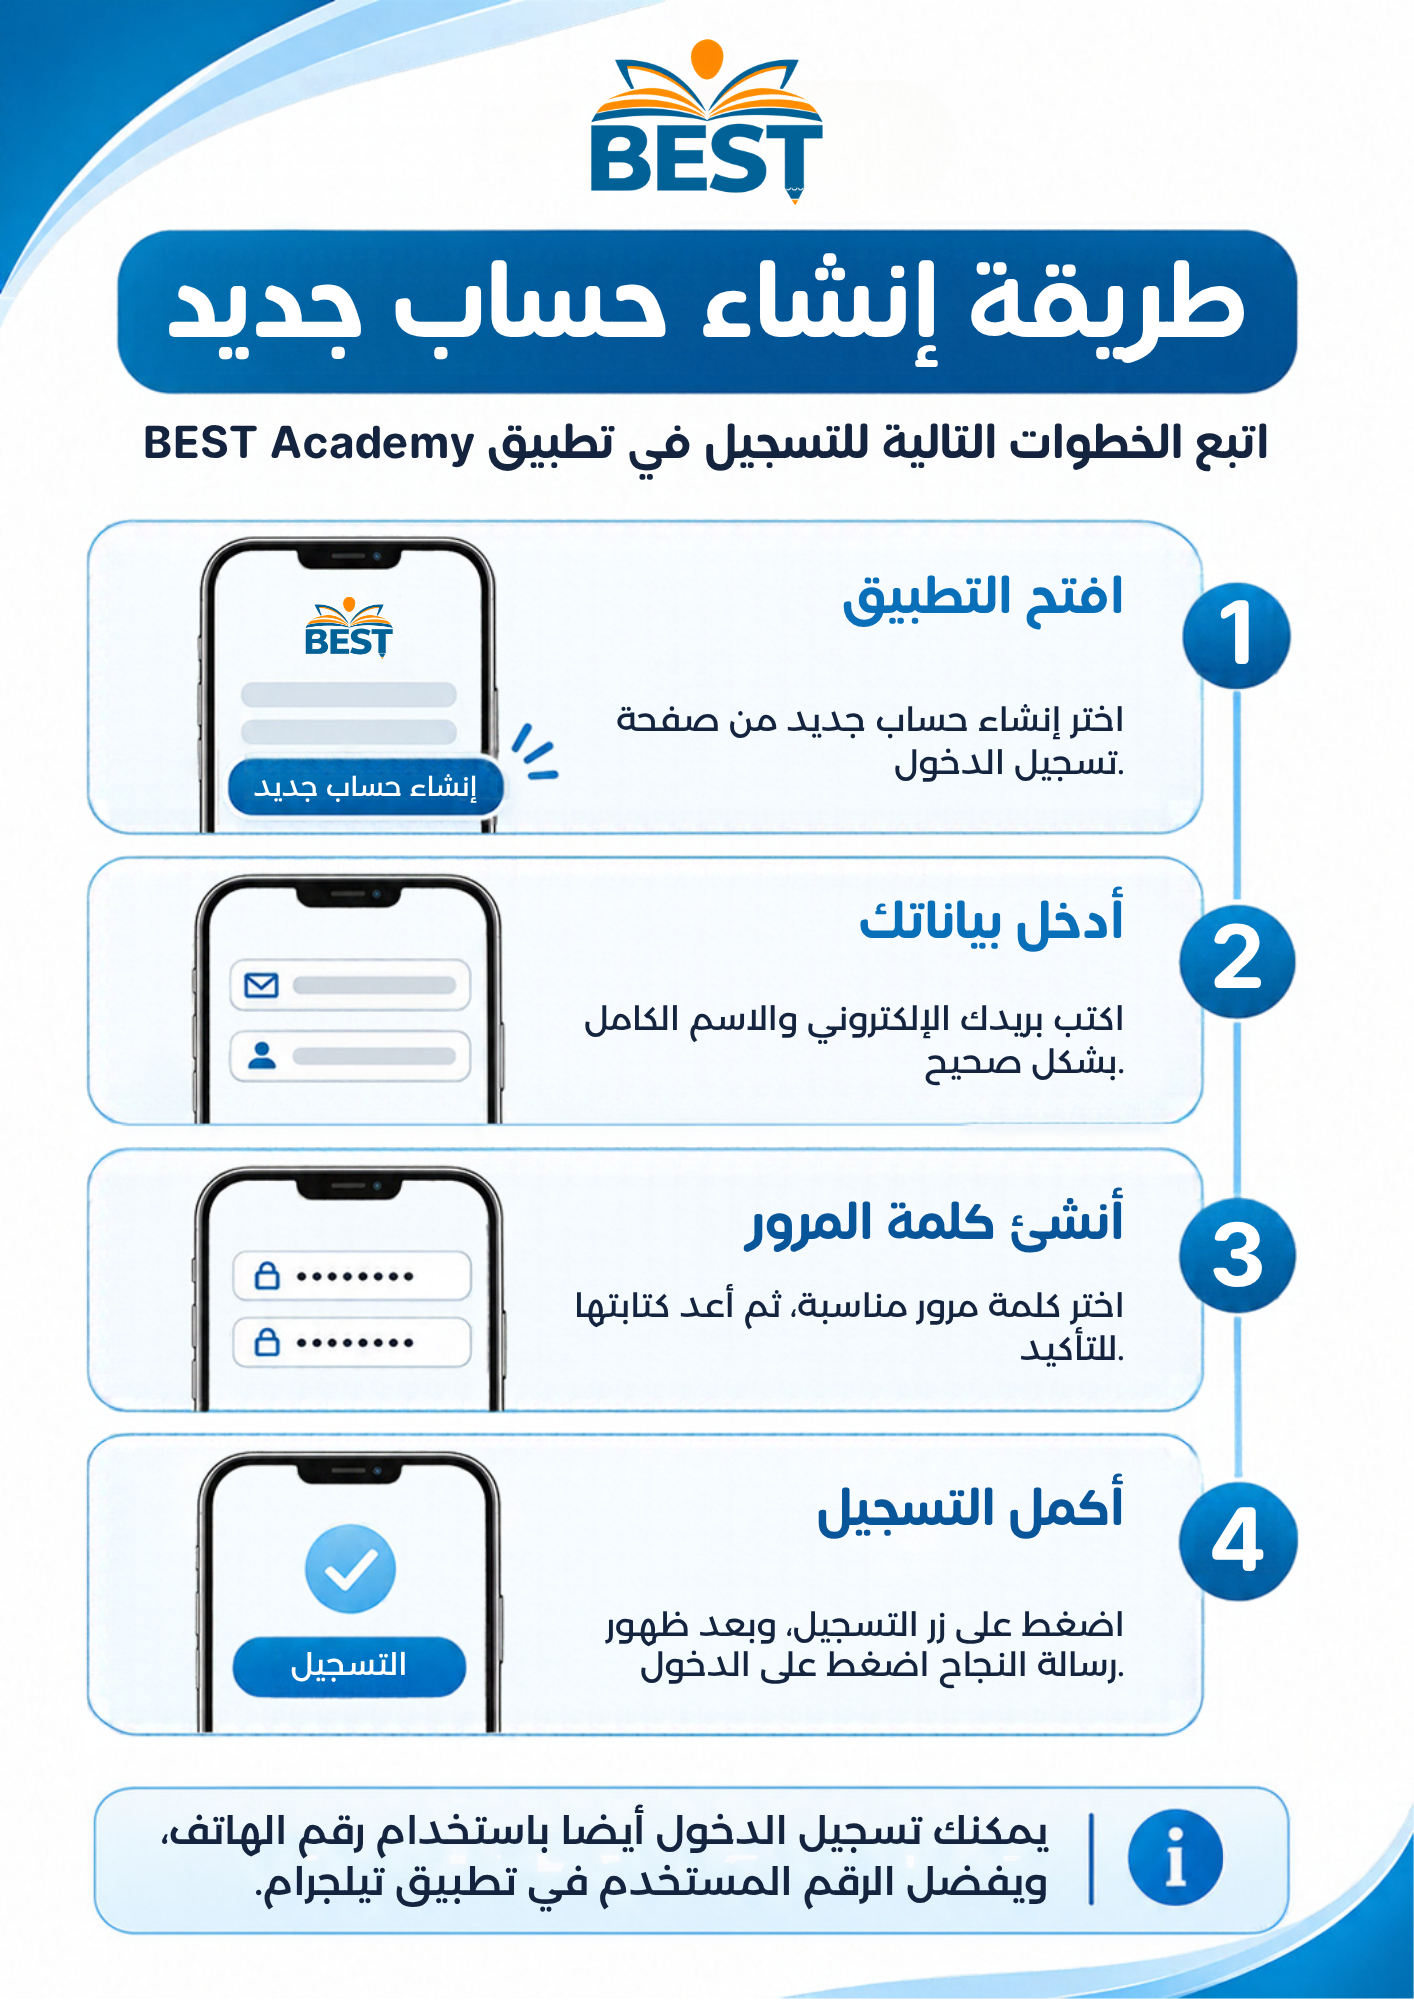 BEST
طريقة إنشاء حساب جديد
اتبع الخطوات التالية للتسجيل في تطبيق BEST Academy
1
افتح التطبيق
اختر إنشاء حساب جديد من صفحة
تسجيل الدخول.
BEST
إنشاء حساب جديد
2
أدخل بياناتك
اكتب بريدك الإلكتروني والاسم الكامل
بشكل صحيح.
3
أنشئ كلمة المرور
اختر كلمة مرور مناسبة، ثم أعد كتابتها
للتأكيد.
4
أكمل التسجيل
اضغط على زر التسجيل، وبعد ظهور
رسالة النجاح اضغط على الدخول.
التسجيل
يمكنك تسجيل الدخول أيضا باستخدام رقم الهاتف،
ويفضل الرقم المستخدم في تطبيق تيلجرام.